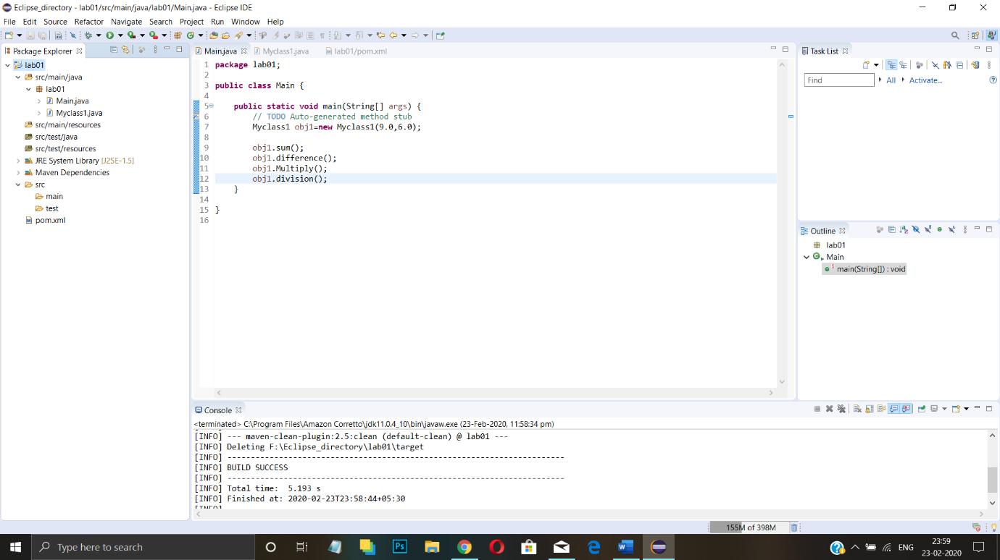 Eclipse_directory - lab01/src/main/java/lab01/Main.java - Eclipse IDE
File Edit Source Refactor Navigate Search Project Run Window Help
Package Explorer
lab01
src/main/java
lab01
Main.java
Myclass1.java
src/main/resources
src/test/java
src/test/resources
JRE System Library [J2SE-1.5]
Maven Dependencies
src
main
test
pom.xml
Main.java Myclass1.java lab01/pom.xml
1 package lab01;
2
3 public class Main {
4
5 public static void main(String[] args) {
6 // TODO Auto-generated method stub
7 Myclass1 obj1=new Myclass1(9.0,6.0);
8
9 obj1.sum();
10 obj1.difference();
11 obj1.Multiply();
12 obj1.division();
13 }
14
15 }
16
Task List
Find All Activate...
Outline
lab01
Main
main(String[]) : void
Console
<terminated> C:\Program Files\Amazon Corretto\jdk11.0.4_10\bin\javaw.exe (23-Feb-2020, 11:58:34 pm)
[INFO] --- maven-clean-plugin:2.5:clean (default-clean) @ lab01 ---
[INFO] Deleting F:\Eclipse_directory\lab01\target
[INFO] ------------------------------------------------------------------------
[INFO] BUILD SUCCESS
[INFO] ------------------------------------------------------------------------
[INFO] Total time:  5.193 s
[INFO] Finished at: 2020-02-23T23:58:44+05:30
[INFO]
155M of 398M
Type here to search
Ps
ENG
23:59
23-02-2020